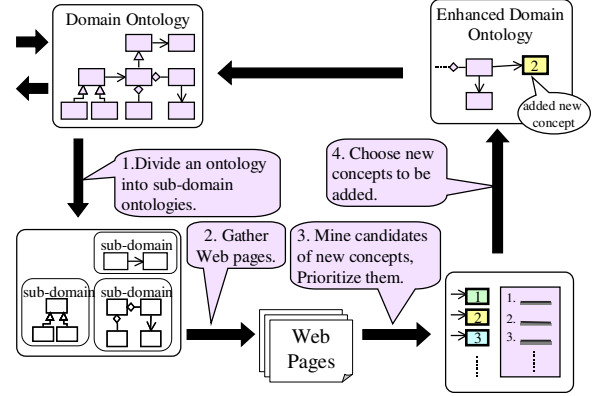 Domain Ontology
Enhanced Domain
Ontology
2
added new
concept
1.Divide an ontology
into sub-domain
ontologies.
4. Choose new
concepts to be
added.
sub-domain
sub-domain
sub-domain
2. Gather
Web pages.
3. Mine candidates
of new concepts,
Prioritize them.
Web
Pages
1
2
3
1.
2.
3.